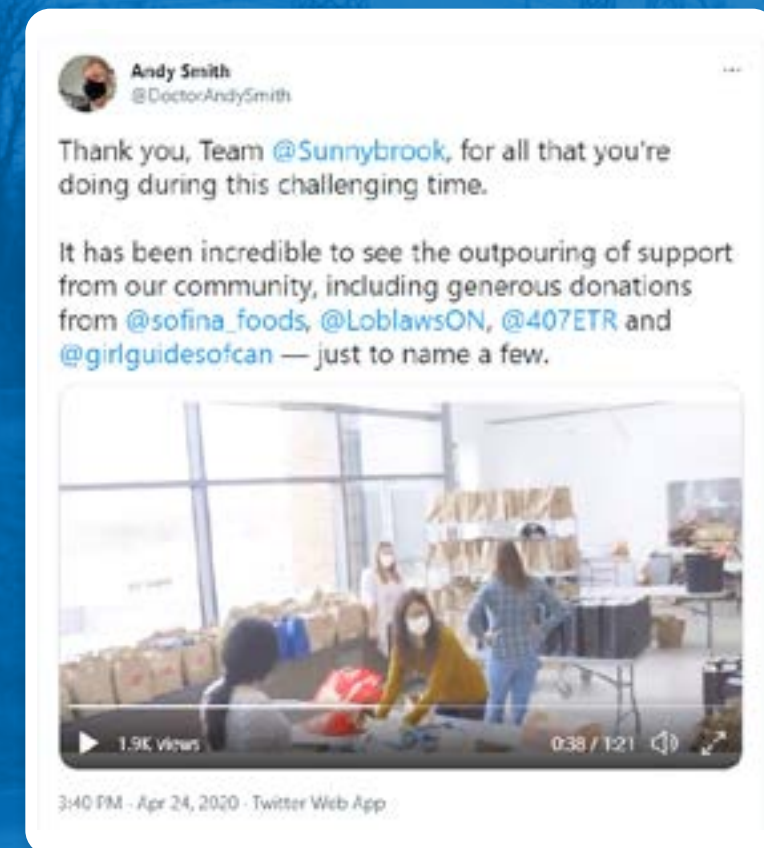 Andy Smith
@DoctorAndySmith
Thank you, Team @Sunnybrook, for all that you're
doing during this challenging time.
It has been incredible to see the outpouring of support
from our community, including generous donations
from @sofina_foods, @LoblawsON, @407ETR and
@girlguidesofcan — just to name a few.
1.9K views
0:38 / 1:21
3:40 PM · Apr 24, 2020 · Twitter Web App